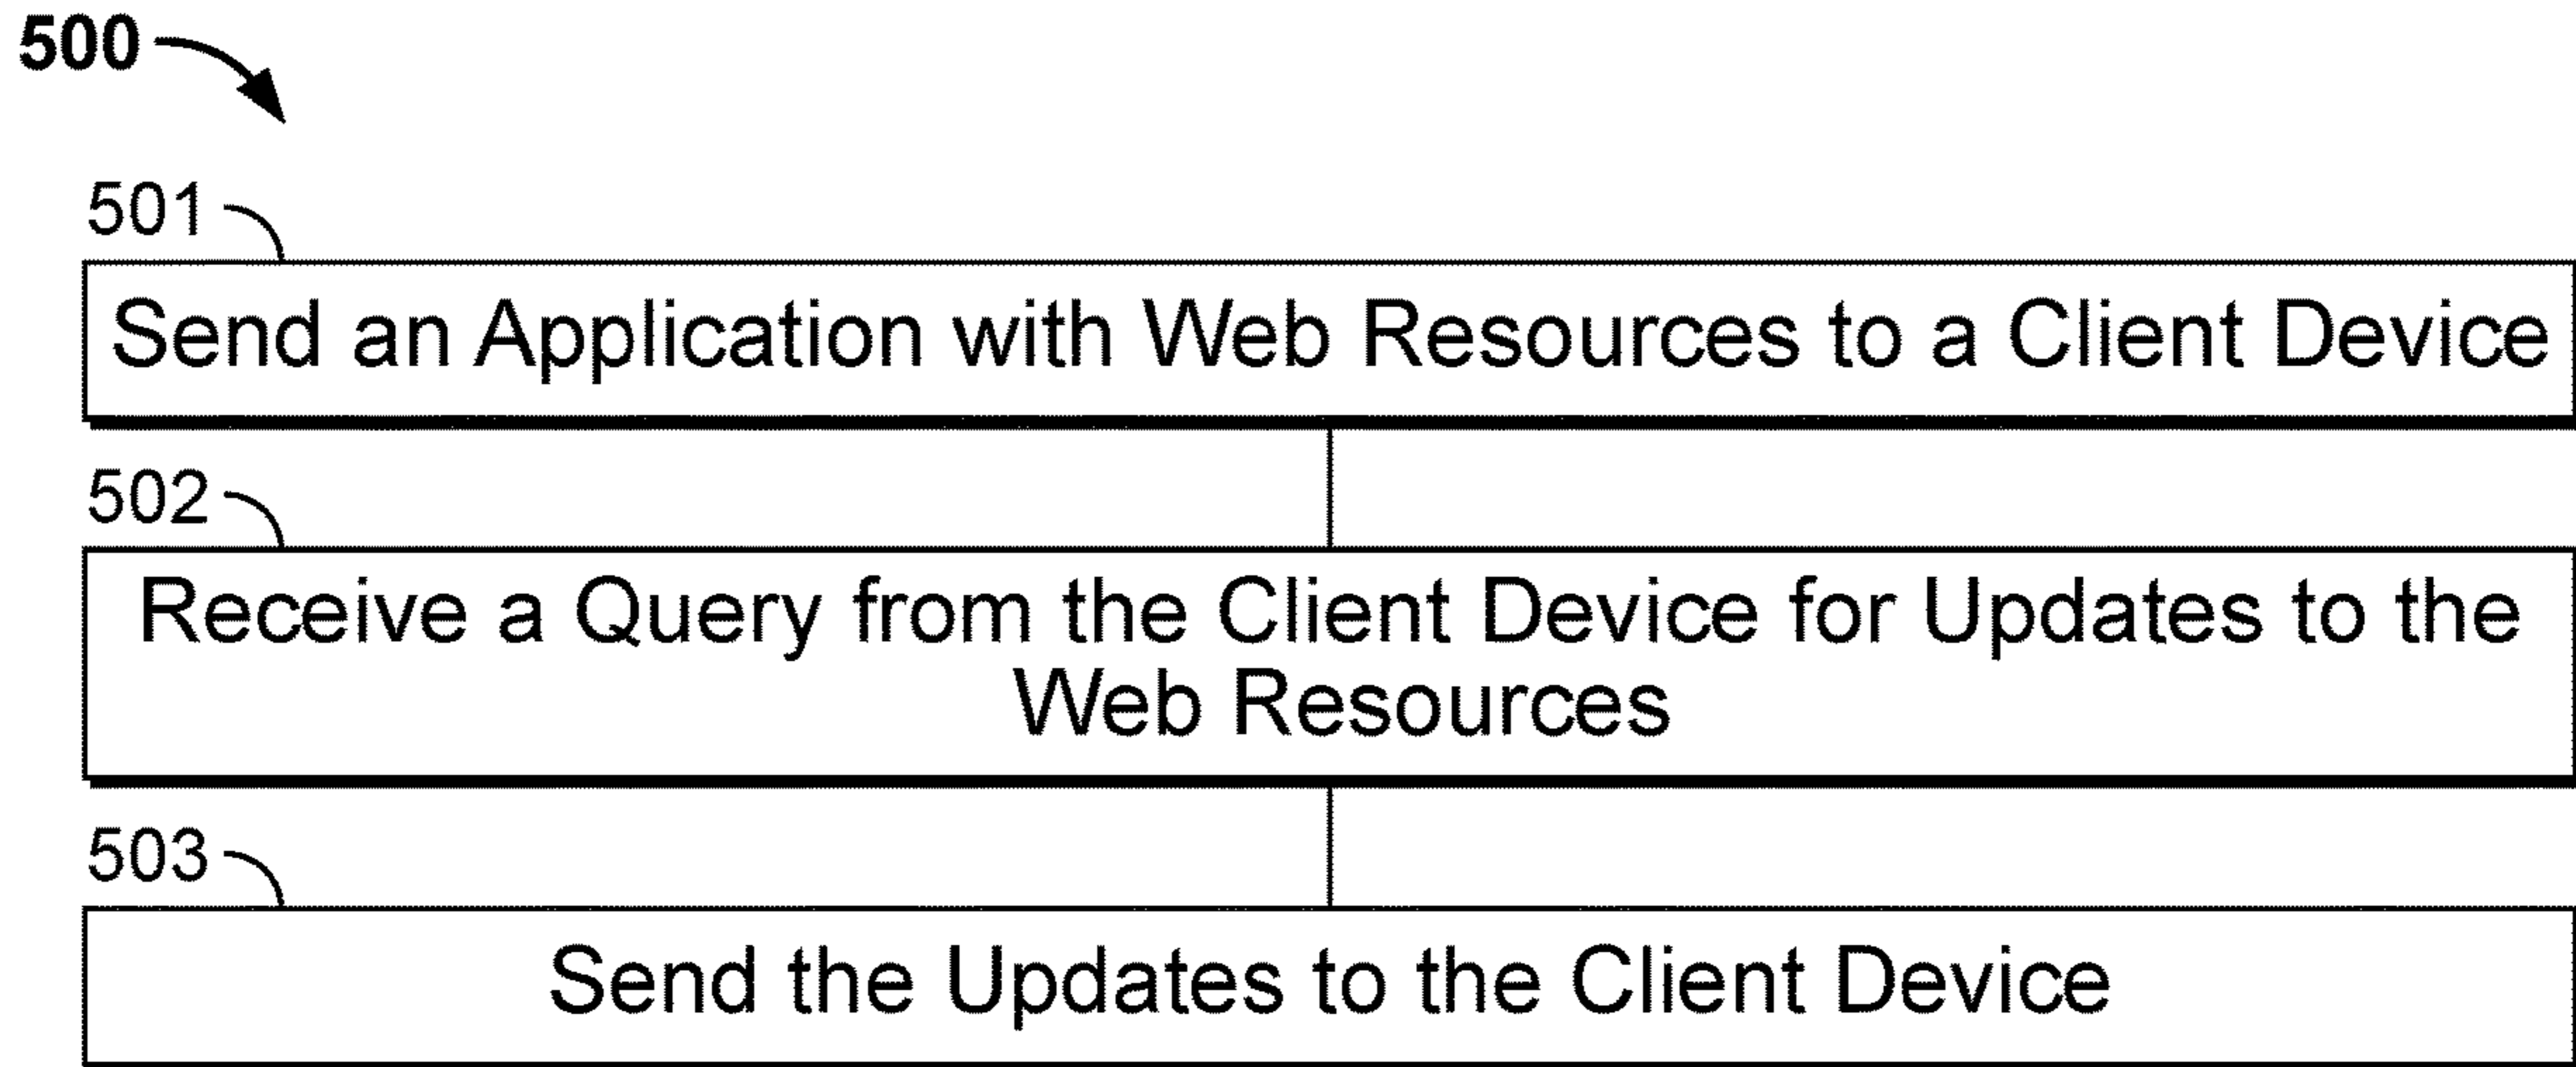 500
501
Send an Application with Web Resources to a Client Device
502
Receive a Query from the Client Device for Updates to the
Web Resources
503
Send the Updates to the Client Device